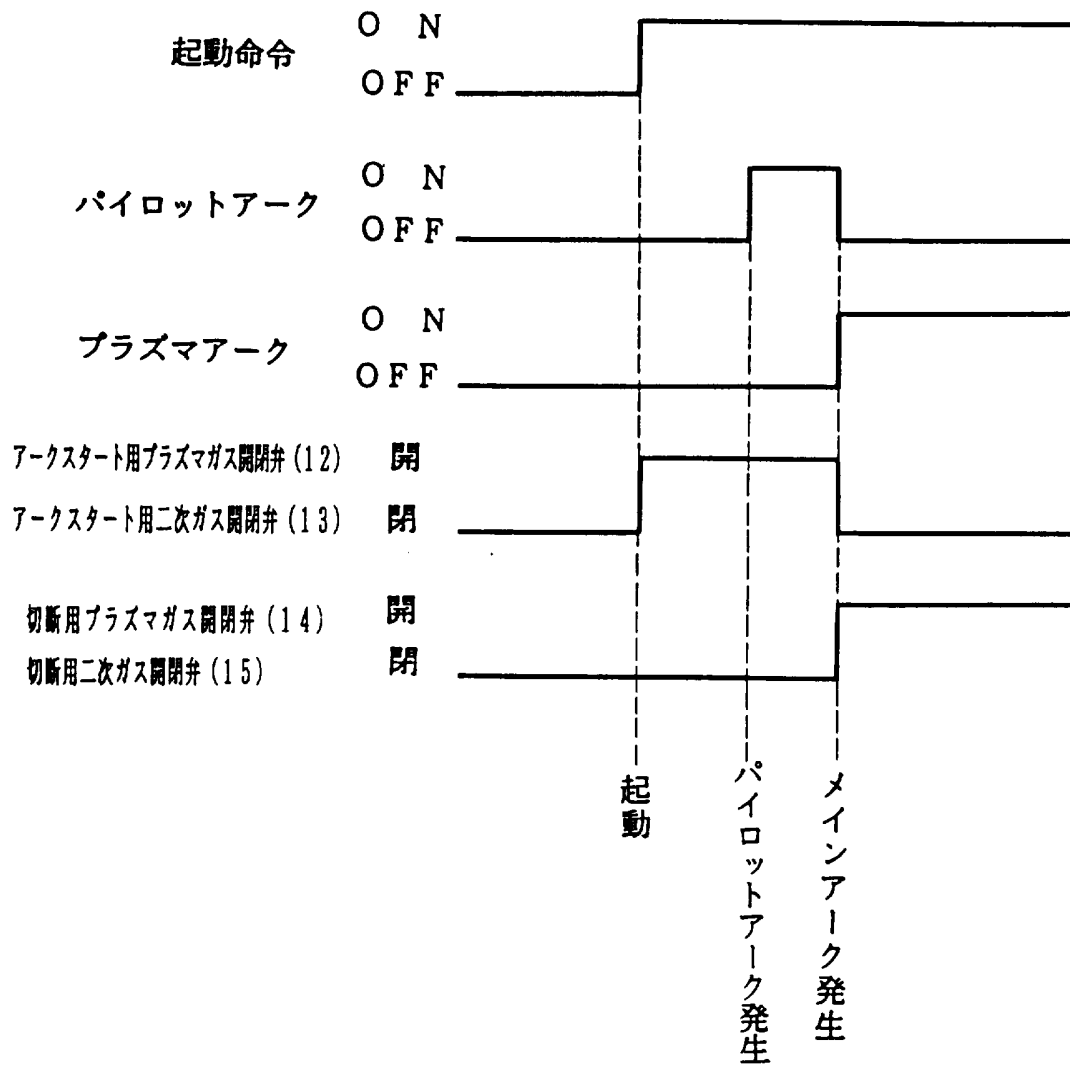 起動命令
O N
OFF
パイロットアーク
O N
OFF
プラズマアーク
O N
OFF
アークスタート用プラズマガス開閉弁(12) 開
アークスタート用二次ガス開閉弁(13) 閉
切断用プラズマガス開閉弁(14) 開
切断用二次ガス開閉弁(15) 閉
起動
パイロットアーク発生
メインアーク発生